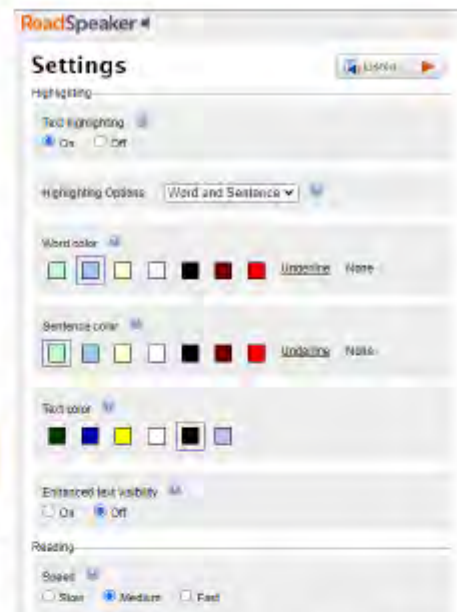 ReadSpeaker
Settings
Listen
Highlighting
Text highlighting
On Off
Highlighting Options Word and Sentence
Word color
Underline None
Sentence color
Underline None
Text color
Enhanced text visibility
On Off
Reading
Speed
Slow Medium Fast